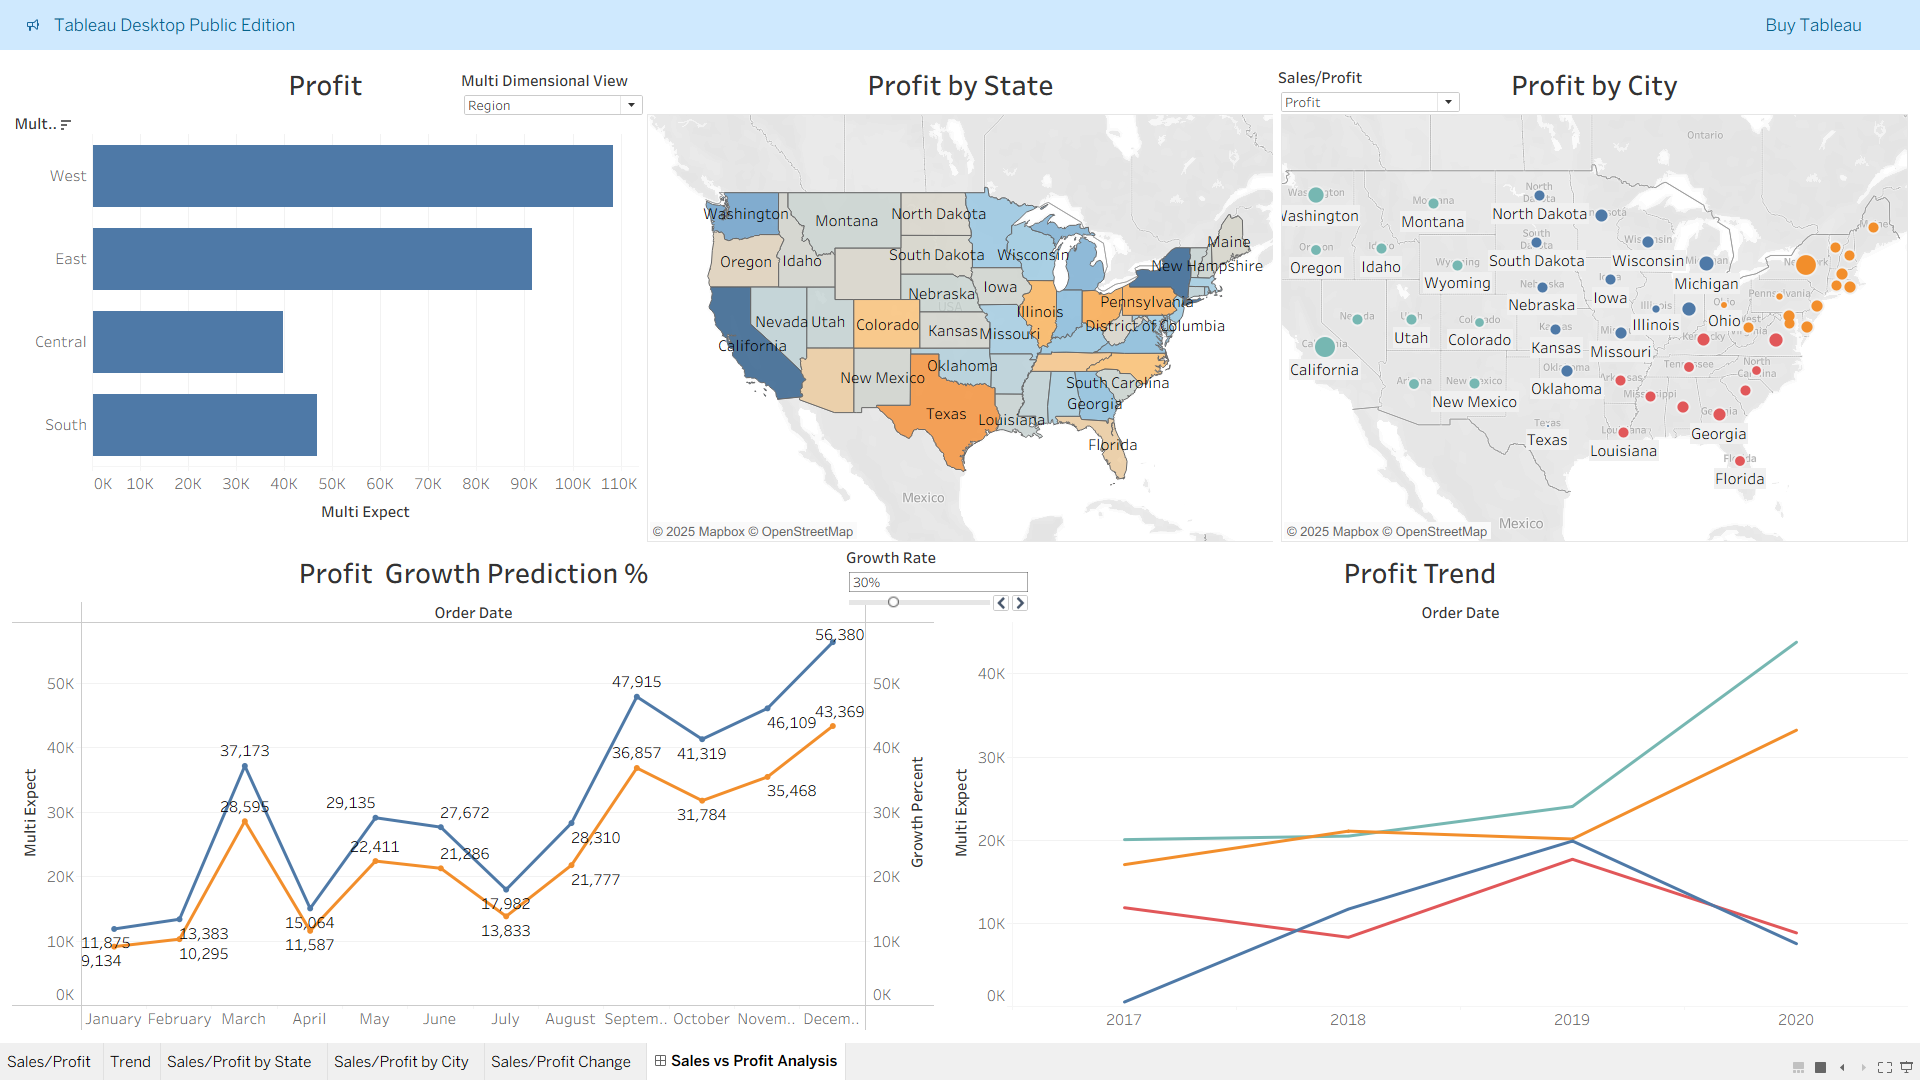 Tableau Desktop Public Edition
Buy Tableau
Profit
Multi Dimensional View
Region
Mult..
West
East
Central
South
0K 10K 20K 30K 40K 50K 60K 70K 80K 90K 100K 110K
Multi Expect
Profit by State
Washington
Montana
North Dakota
Oregon
Idaho
South Dakota
Wisconsin
Maine
New Hampshire
Nebraska
Iowa
Pennsylvania
Nevada
Utah
Colorado
Kansas
Missouri
Illinois
District of Columbia
California
New Mexico
Oklahoma
South Carolina
Georgia
Texas
Louisiana
Florida
Mexico
© 2025 Mapbox © OpenStreetMap
Sales/Profit
Profit
Profit by City
Ontario
Washington
Montana
North Dakota
Oregon
Idaho
South Dakota
Wisconsin
Wyoming
Michigan
Nebraska
Iowa
Illinois
Ohio
Utah
Colorado
Kansas
Missouri
California
Oklahoma
New Mexico
Texas
Louisiana
Georgia
Florida
Mexico
© 2025 Mapbox © OpenStreetMap
Profit Growth Prediction %
Growth Rate
30%
Order Date
Multi Expect
Growth Percent
50K
40K
30K
20K
10K
0K
50K
40K
30K
20K
10K
0K
56,380
47,915
43,369
46,109
37,173
36,857
41,319
35,468
29,135
28,595
27,672
31,784
28,310
22,411
21,286
21,777
17,982
15,064
13,833
13,383
11,875
11,587
10,295
9,134
January February March April May June July August Septem.. October Novem.. Decem..
Profit Trend
Order Date
Multi Expect
40K
30K
20K
10K
0K
2017 2018 2019 2020
Sales/Profit
Trend
Sales/Profit by State
Sales/Profit by City
Sales/Profit Change
Sales vs Profit Analysis